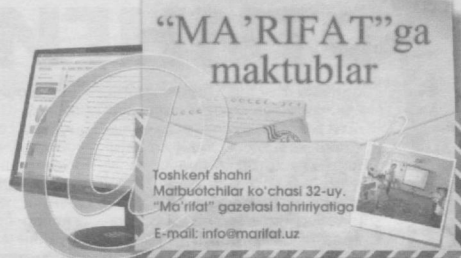 “MA’RIFAT”ga
maktublar
Toshkent shahri
Matbuotchilar ko‘chasi 32-uy.
“Ma’rifat” gazetasi tahririyatiga
E-mail: info@marifat.uz